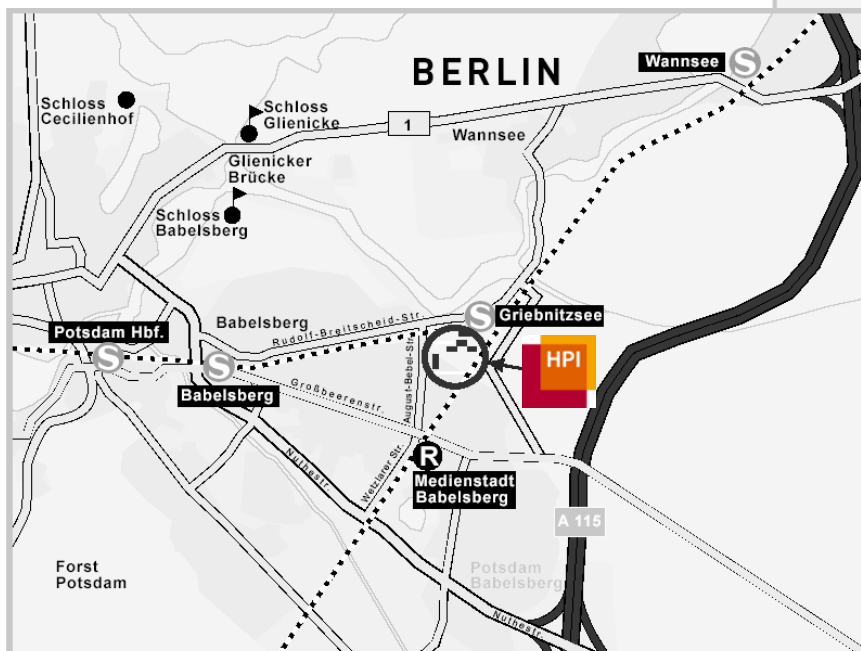 Wannsee
S
BERLIN
Schloss
Cecilienhof
Schloss
Glienicke
1
Wannsee
Glienicker
Brücke
Schloss
Babelsberg
S
Griebnitzsee
Babelsberg
Rudolf-Breitscheid-Str.
Potsdam Hbf.
S
S
Babelsberg
HPI
August-Bebel-Str.
Großbeerenstr.
Nuthestr.
Wetzlarer Str.
R
Medienstadt
Babelsberg
A 115
Forst
Potsdam
Potsdam
Babelsberg
Nuthestr.